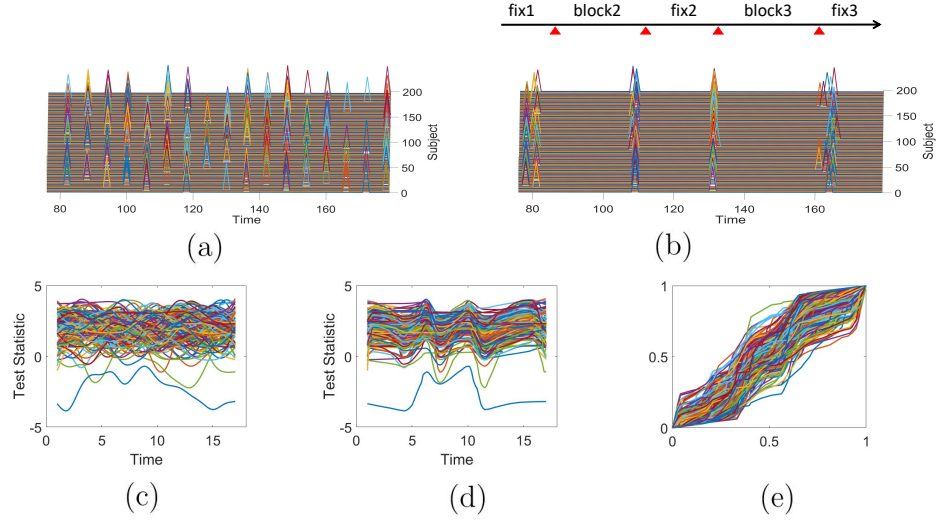 fix1 block2 fix2 block3 fix3
200
150
100
50
0
Subject
80 100 120 140 160
Time
(a)
200
150
100
50
0
Subject
80 100 120 140 160
Time
(b)
5
0
-5
Test Statistic
0 5 10 15
Time
(c)
5
0
-5
Test Statistic
0 5 10 15
Time
(d)
1
0.5
0
0 0.5 1
(e)